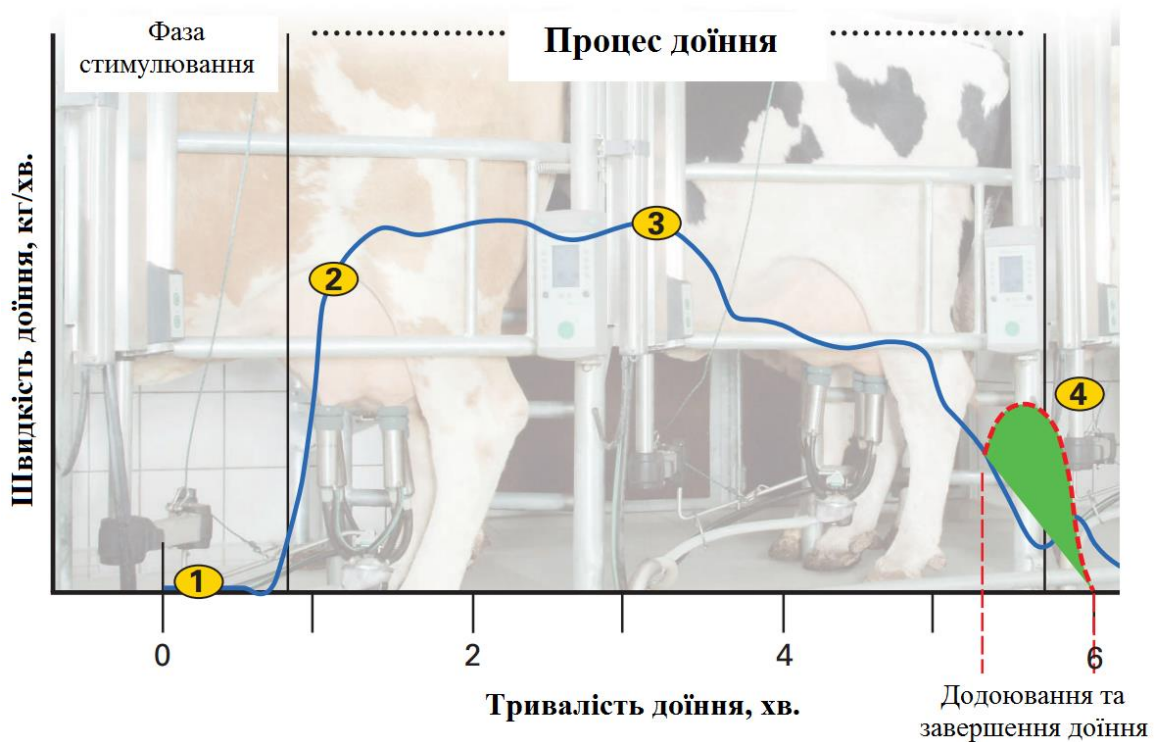 Фаза
стимулювання
Процес доїння
Швидкість доїння, кг/хв.
1
2
3
4
0
2
4
6
Тривалість доїння, хв.
Додоювання та
завершення доїння